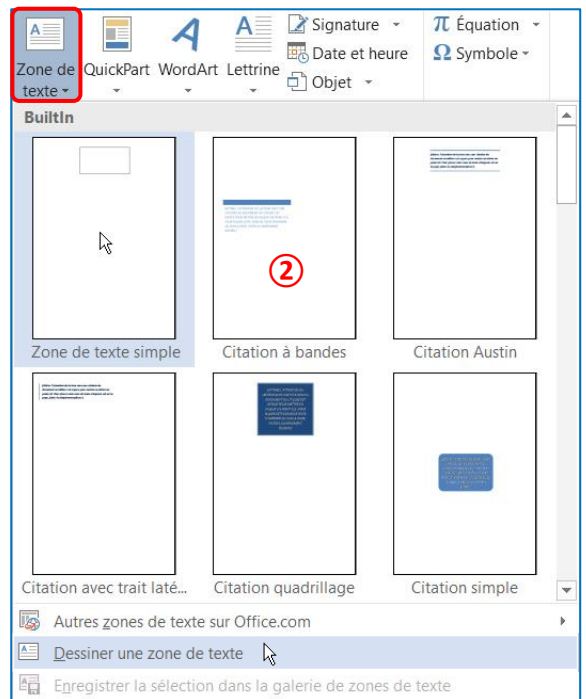 Signature
π Équation
Zone de texte
QuickPart
WordArt
Lettrine
Date et heure
Ω Symbole
Objet
BuiltIn
②
Zone de texte simple
Citation à bandes
Citation Austin
Citation avec trait laté...
Citation quadrillage
Citation simple
Autres zones de texte sur Office.com
Dessiner une zone de texte
Enregistrer la sélection dans la galerie de zones de texte